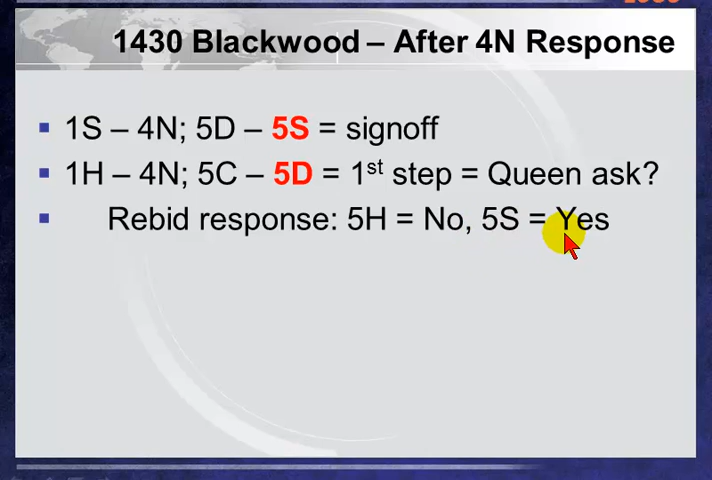 1430 Blackwood – After 4N Response
1S – 4N; 5D – 5S = signoff
1H – 4N; 5C – 5D = 1st step = Queen ask?
Rebid response: 5H = No, 5S = Yes